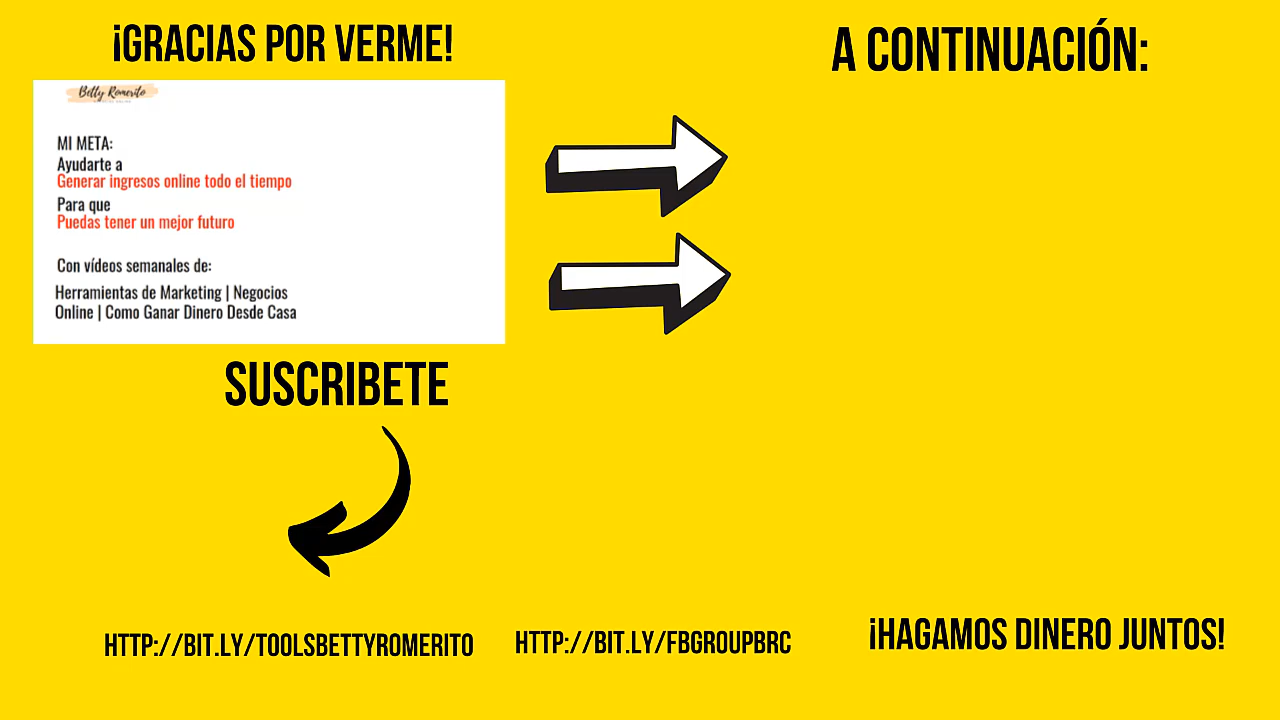 ¡GRACIAS POR VERME!
A CONTINUACIÓN:
Betty Romerito
MI META:
Ayudarte a
Generar ingresos online todo el tiempo
Para que
Puedas tener un mejor futuro
Con vídeos semanales de:
Herramientas de Marketing | Negocios
Online | Como Ganar Dinero Desde Casa
SUSCRIBETE
HTTP://BIT.LY/TOOLSBETTYROMERITO
HTTP://BIT.LY/FBGROUPBRC
¡HAGAMOS DINERO JUNTOS!